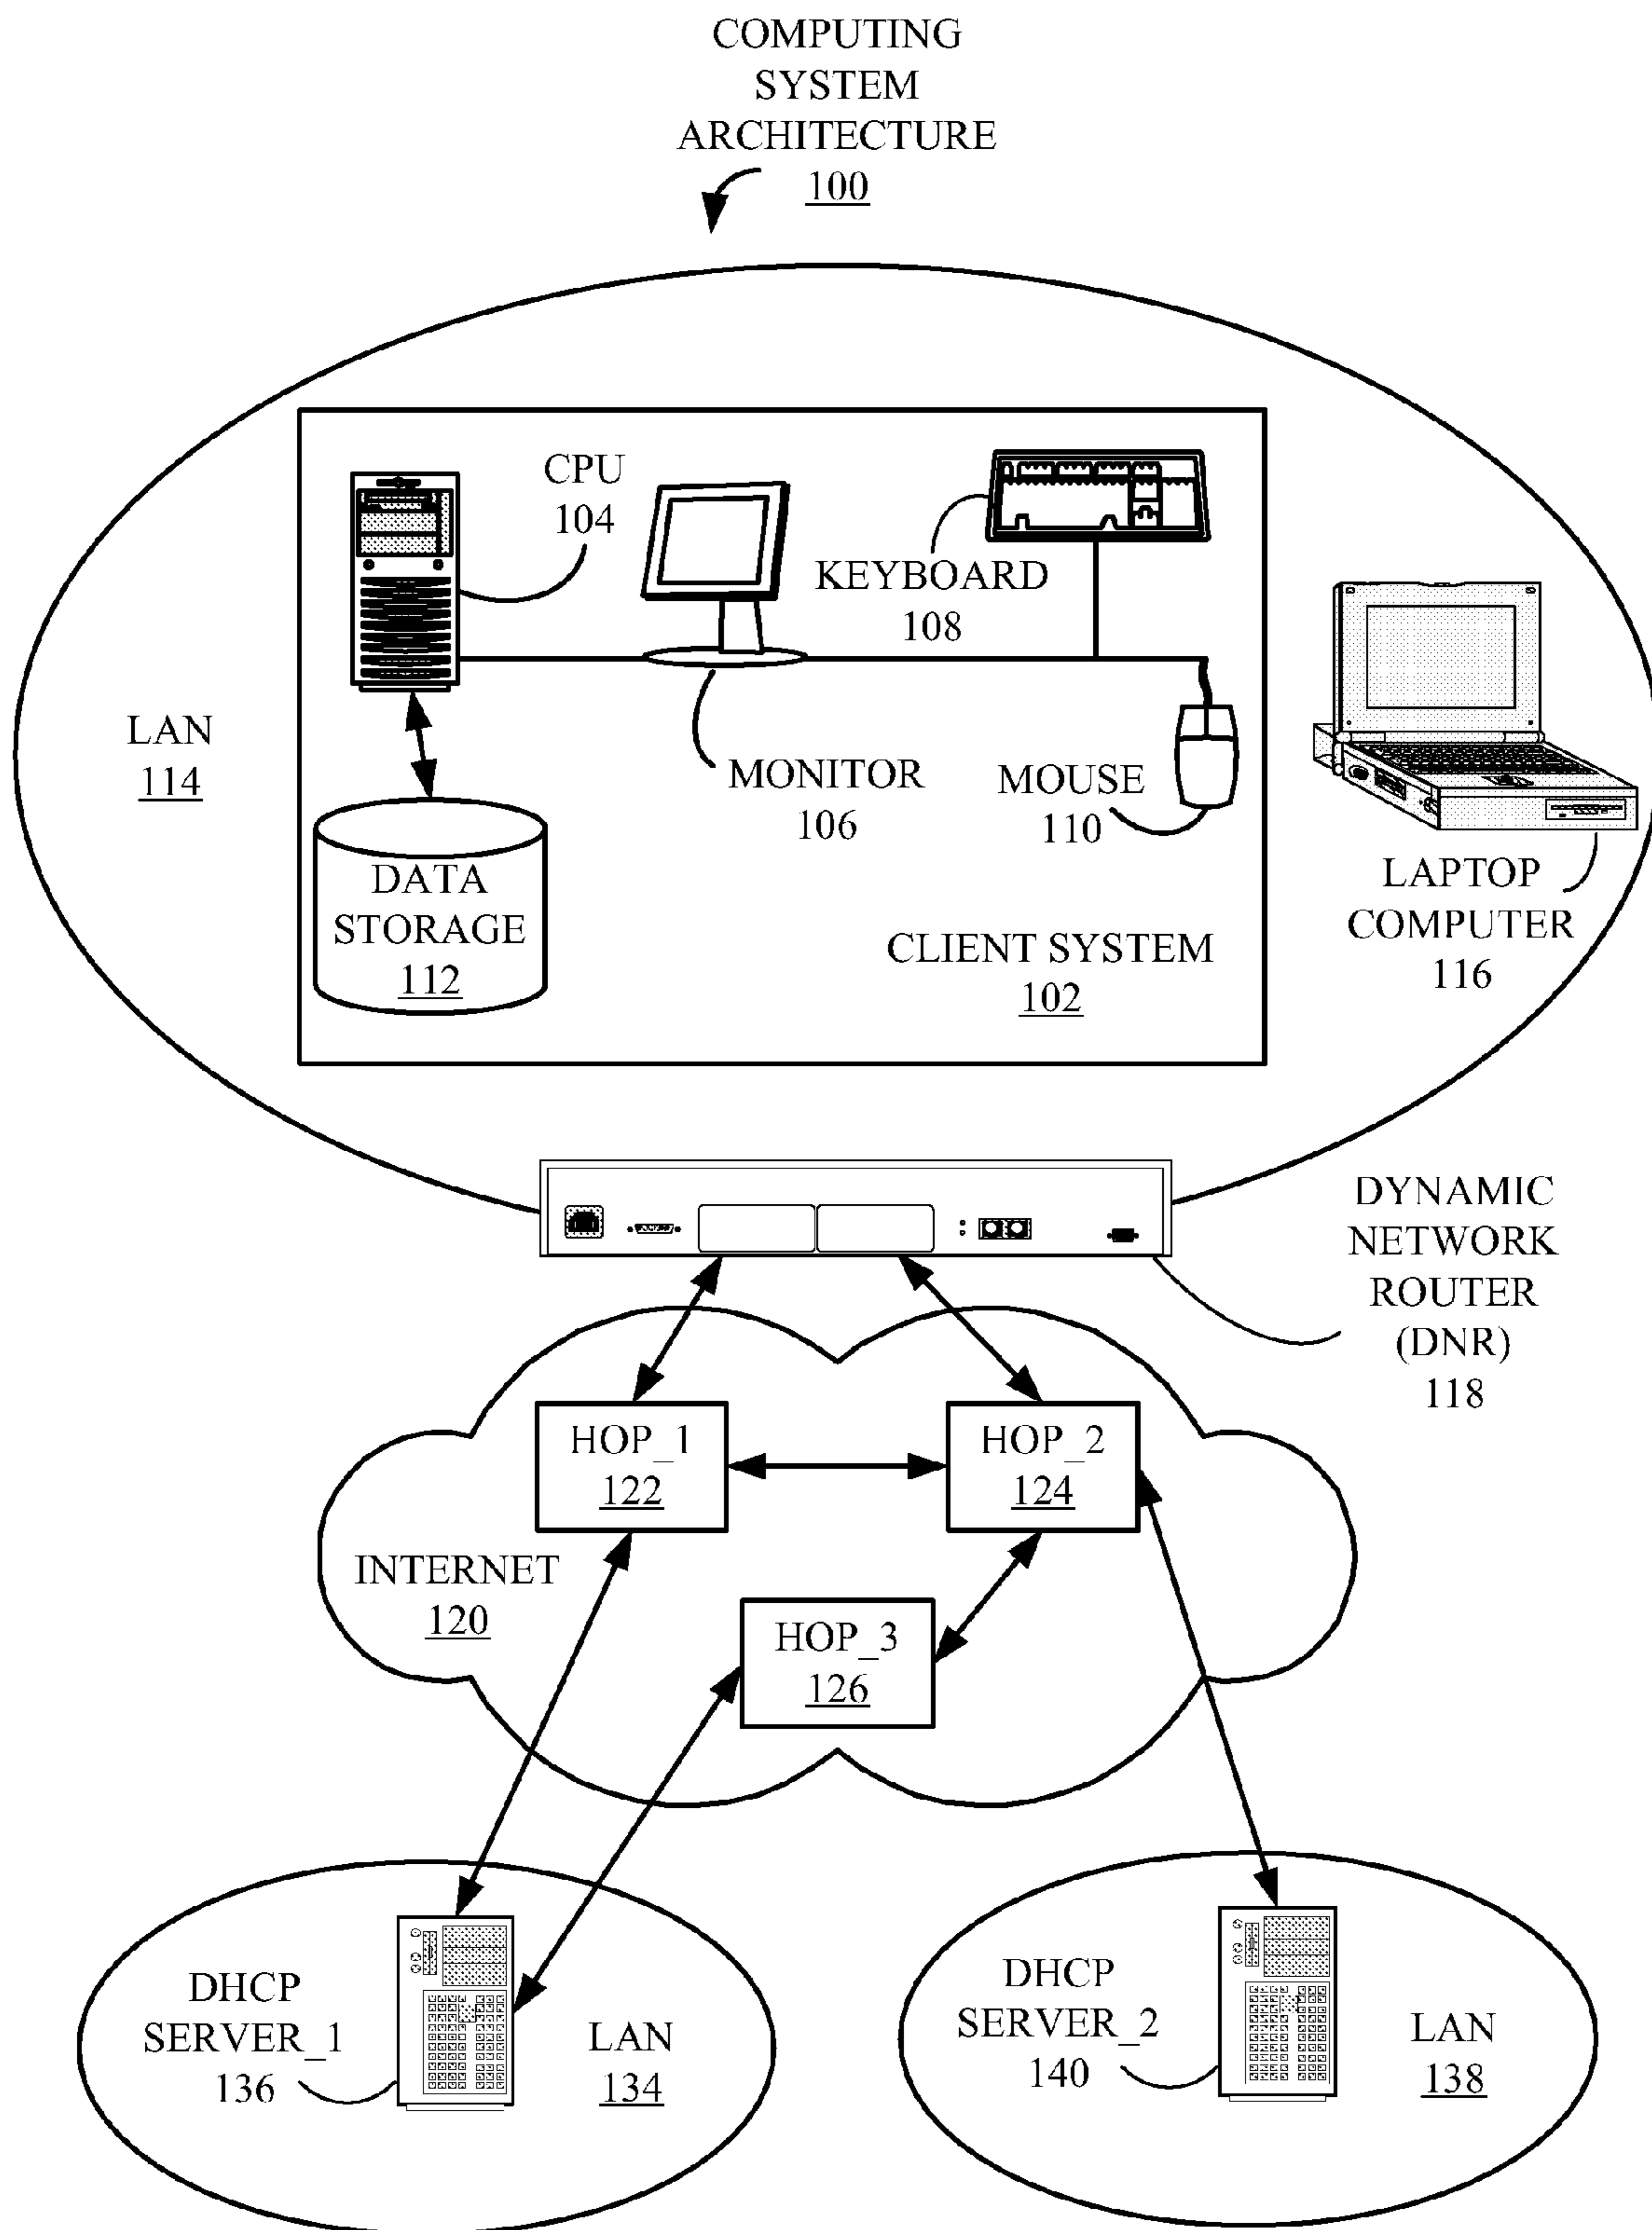 COMPUTING
SYSTEM
ARCHITECTURE
100
CPU
104
KEYBOARD
108
LAN
114
MONITOR
106
MOUSE
110
DATA
STORAGE
112
CLIENT SYSTEM
102
LAPTOP
COMPUTER
116
DYNAMIC
NETWORK
ROUTER
(DNR)
118
HOP_1
122
HOP_2
124
INTERNET
120
HOP_3
126
DHCP
SERVER_1
136
LAN
134
DHCP
SERVER_2
140
LAN
138